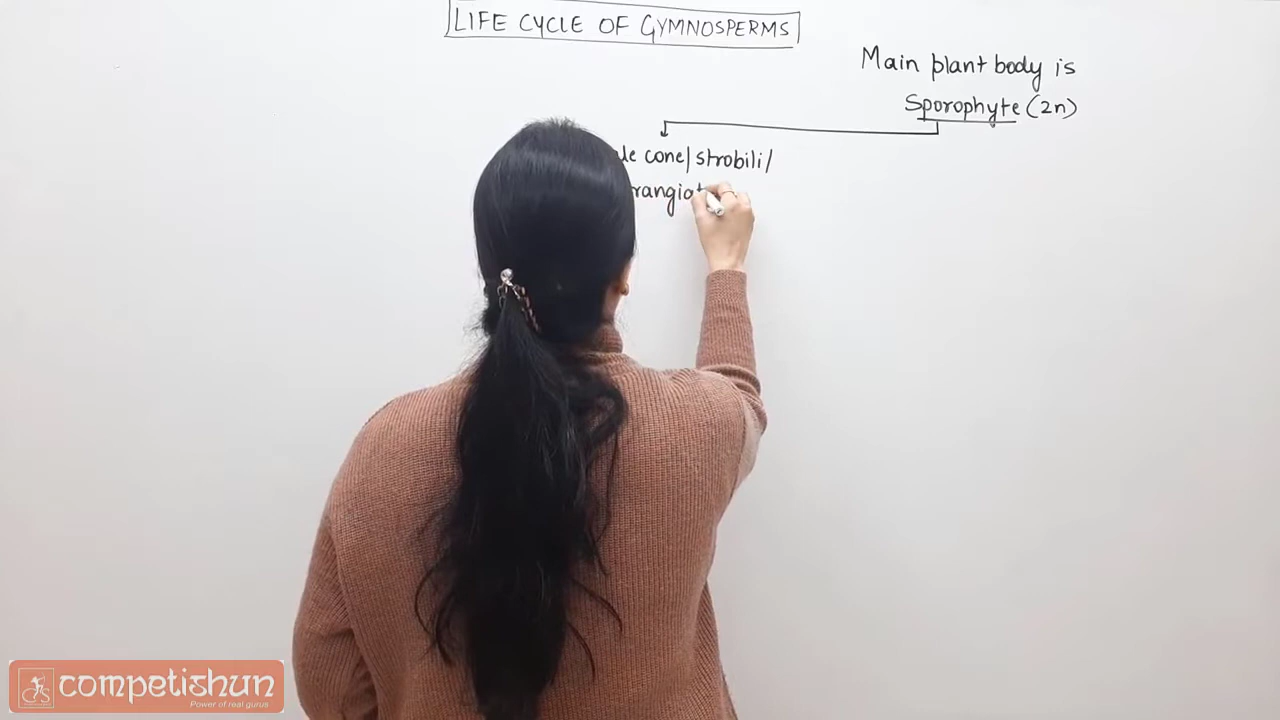 LIFE CYCLE OF GYMNOSPERMS
Main plant body is
Sporophyte (2n)
cone/ strobili/
competishun
Power of real gurus